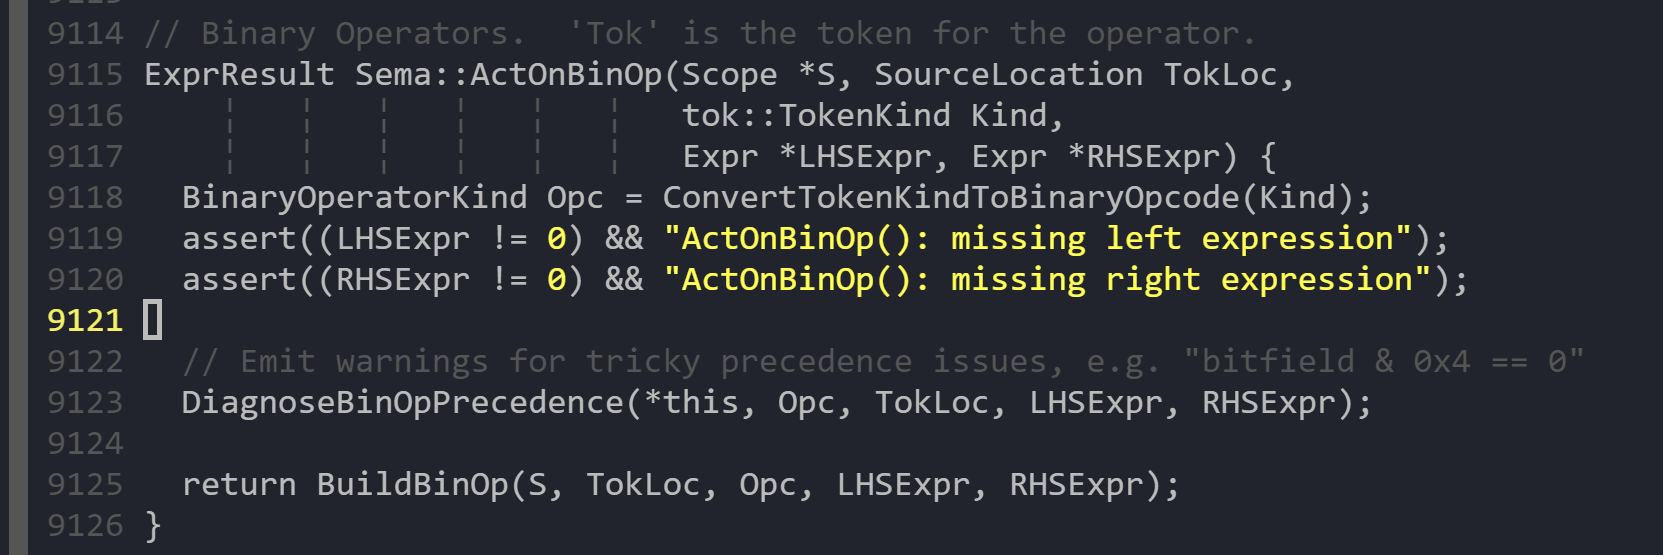 9114 // Binary Operators.  'Tok' is the token for the operator.
9115 ExprResult Sema::ActOnBinOp(Scope *S, SourceLocation TokLoc,
9116                             tok::TokenKind Kind,
9117                             Expr *LHSExpr, Expr *RHSExpr) {
9118   BinaryOperatorKind Opc = ConvertTokenKindToBinaryOpcode(Kind);
9119   assert((LHSExpr != 0) && "ActOnBinOp(): missing left expression");
9120   assert((RHSExpr != 0) && "ActOnBinOp(): missing right expression");
9121
9122   // Emit warnings for tricky precedence issues, e.g. "bitfield & 0x4 == 0"
9123   DiagnoseBinOpPrecedence(*this, Opc, TokLoc, LHSExpr, RHSExpr);
9124
9125   return BuildBinOp(S, TokLoc, Opc, LHSExpr, RHSExpr);
9126 }